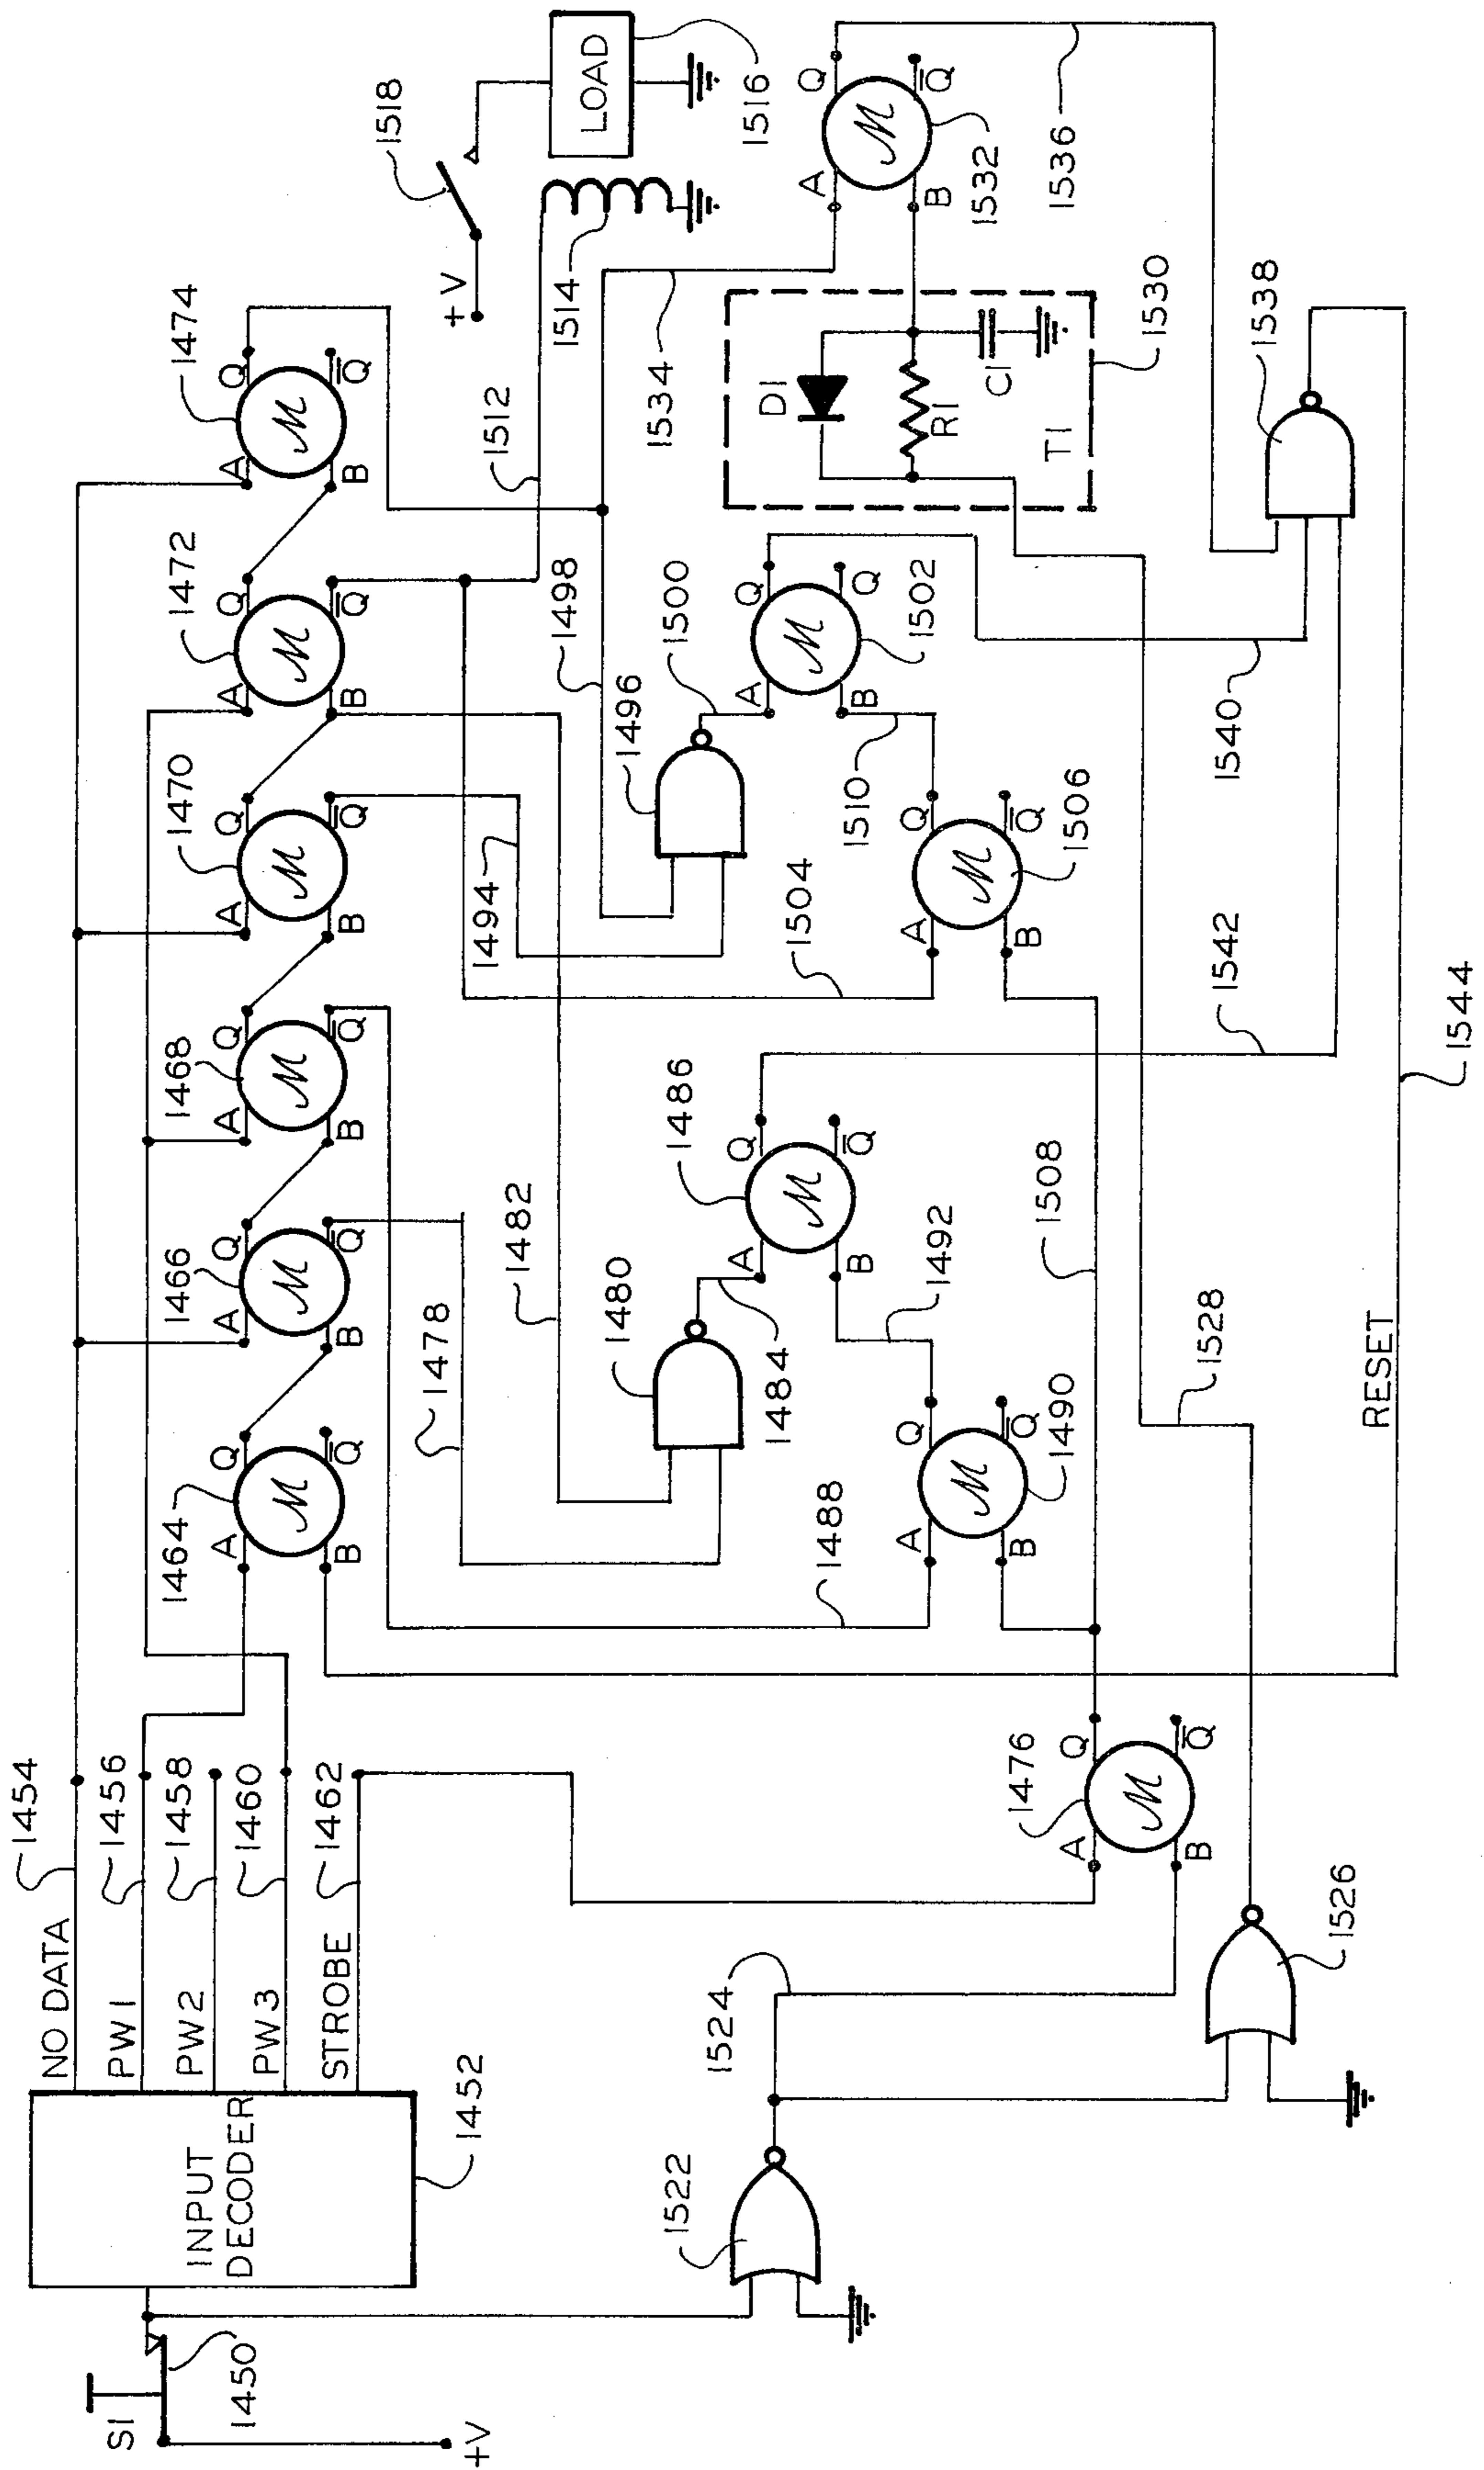 1518
LOAD
1516
+V
1514
1512
1474
A
Q
B
Q
1472
A
Q
B
Q
1470
A
Q
B
Q
1468
A
Q
B
Q
1466
A
Q
B
Q
1464
A
Q
B
Q
NO DATA
1454
PW1
1456
PW2
1458
PW3
1460
STROBE
1462
INPUT
DECODER
1452
S1
1450
+V
1478
1482
1480
1484
1486
A
Q
B
Q
1492
1488
1490
A
Q
B
Q
1494
1496
1498
1500
1502
A
Q
B
Q
1504
1510
1506
A
Q
B
Q
1508
1534
D1
R1
C1
T1
1530
1532
A
Q
B
Q
1536
1538
1540
1542
1544
RESET
1528
1476
A
Q
B
Q
1522
1524
1526